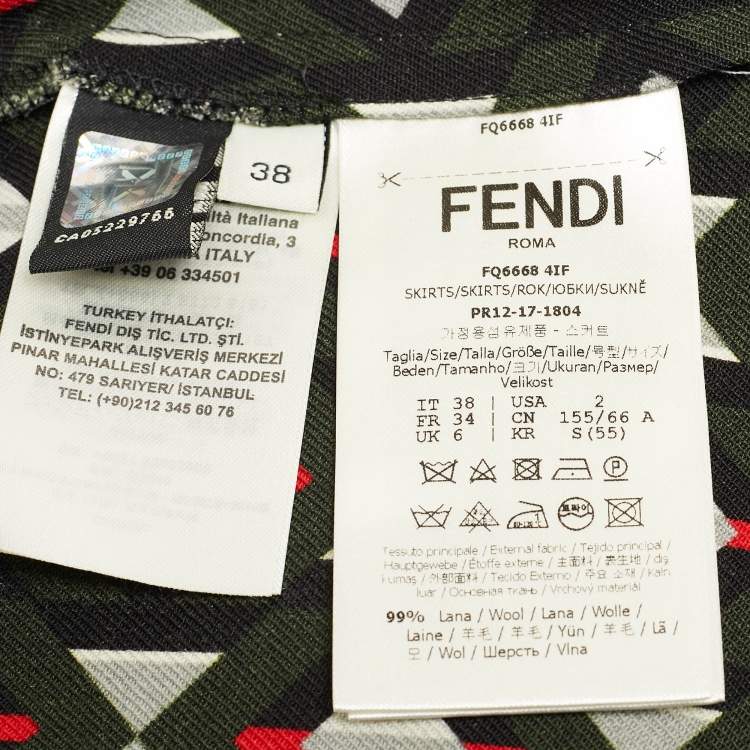 38
CA05229766
ltà Italiana
oncordia, 3
A ITALY
+39 06 334501
TURKEY İTHALATÇI:
FENDİ DIŞ TİC. LTD. ŞTİ.
İSTİNYEPARK ALIŞVERİŞ MERKEZİ
PINAR MAHALLESİ KATAR CADDESİ
NO: 479 SARIYER/ İSTANBUL
TEL: (+90)212 345 60 76
FQ6668 4IF
FENDI
ROMA
FQ6668 4IF
SKIRTS/SKIRTS/ROK/ЮБКИ/SUKNĚ
PR12-17-1804
가정용섬유제품 - 스커트
Taglia/Size/Talla/Größe/Taille/号型/サイズ/
Beden/Tamanho/크기/Ukuran/Размер/
Velikost
IT 38 | USA 2
FR 34 | CN 155/66 A
UK 6 | KR S(55)
Tessuto principale / External fabric / Tejido principal /
Hauptgewebe / Étoffe externe / 主面料 / 表生地 / dış
kumaş / 外部面料 / Tecido Externo / 주요 소재 / Kain
luar / Основная ткань / Vrchový materiál
99% Lana / Wool / Lana / Wolle /
Laine / 羊毛 / 羊毛 / Yün / 羊毛 / Lã /
모 / Wol / Шерсть / Vlna